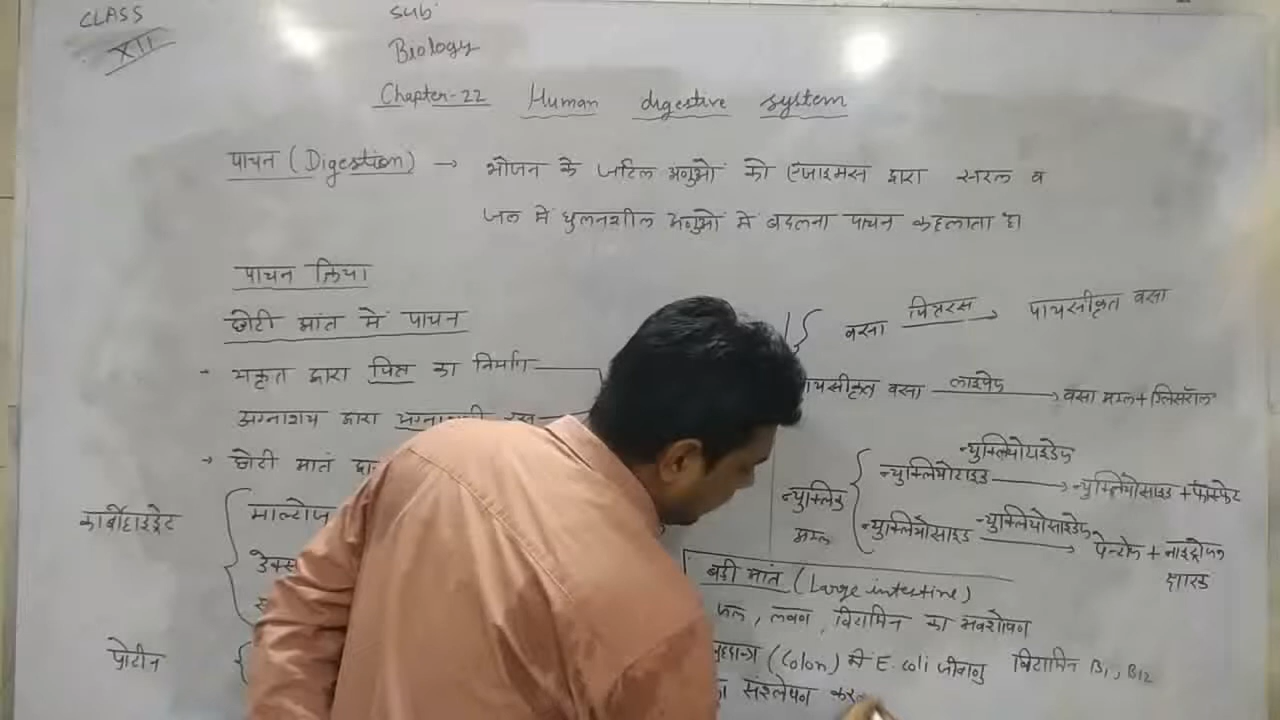 CLASS
XII
Sub
Biology
Chapter-22 Human digestive system
पाचन (Digestion) → भोजन के जटिल अणुओं को एंजाइमस द्वारा सरल व
जल में घुलनशील अणुओं में बदलना पाचन कहलाता है।
पाचन क्रिया
छोटी आंत में पाचन
- यकृत द्वारा पित्त का निर्माण
अग्नाशय द्वारा
→ छोटी आतं
कार्बोहाइड्रेट
माल्टोज
प्रोटीन
वसा पित्तरस → पायसीकृत वसा
वसा लाइपेज → वसा अम्ल + ग्लिसरॉल
न्युक्लिक अम्ल
न्युक्लियोटाइड न्युक्लियोटाइडेज → न्युक्लियोसाइड + फॉस्फेट
न्युक्लियोसाइड न्युक्लियोसाइडेज → पेन्टोज + नाइट्रोजन क्षारक
बडी आंत (Large intestine)
जल, लवण, विटामिन का अवशोषण
(Colon) में E. coli जीवाणु विटामिन B1, B12
संश्लेषण